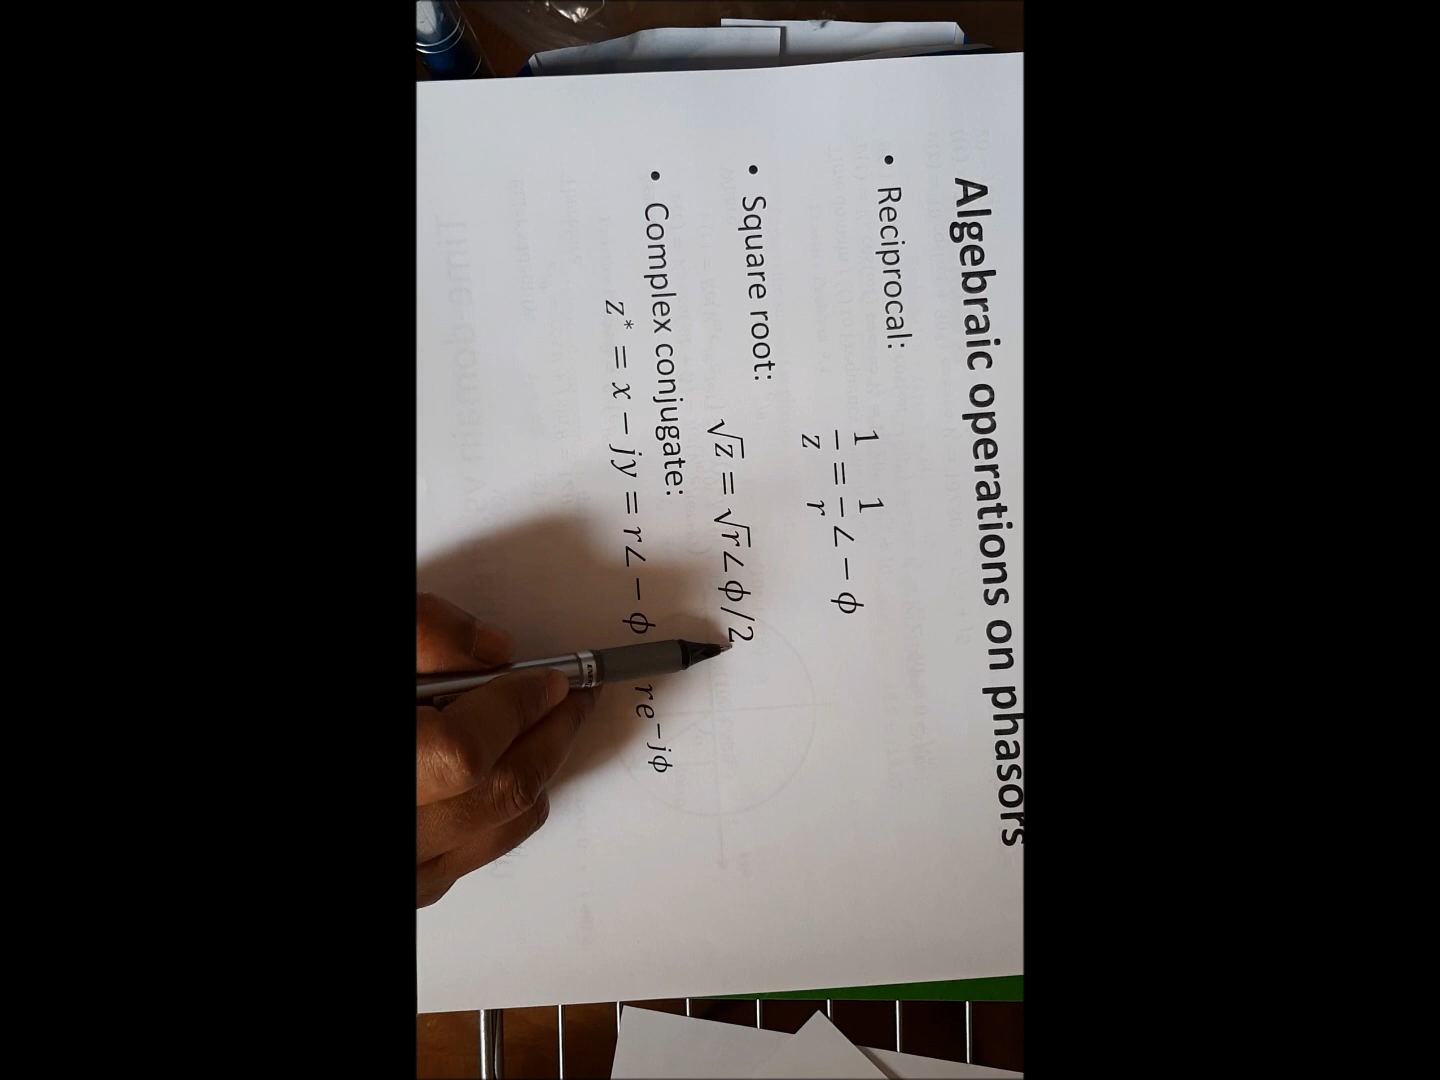 Algebraic operations on phasors
• Reciprocal:
1/z = 1/r ∠ − ϕ
• Square root:
√z = √r∠ϕ/2
• Complex conjugate:
z* = x − jy = r∠ − ϕ re^−jϕ